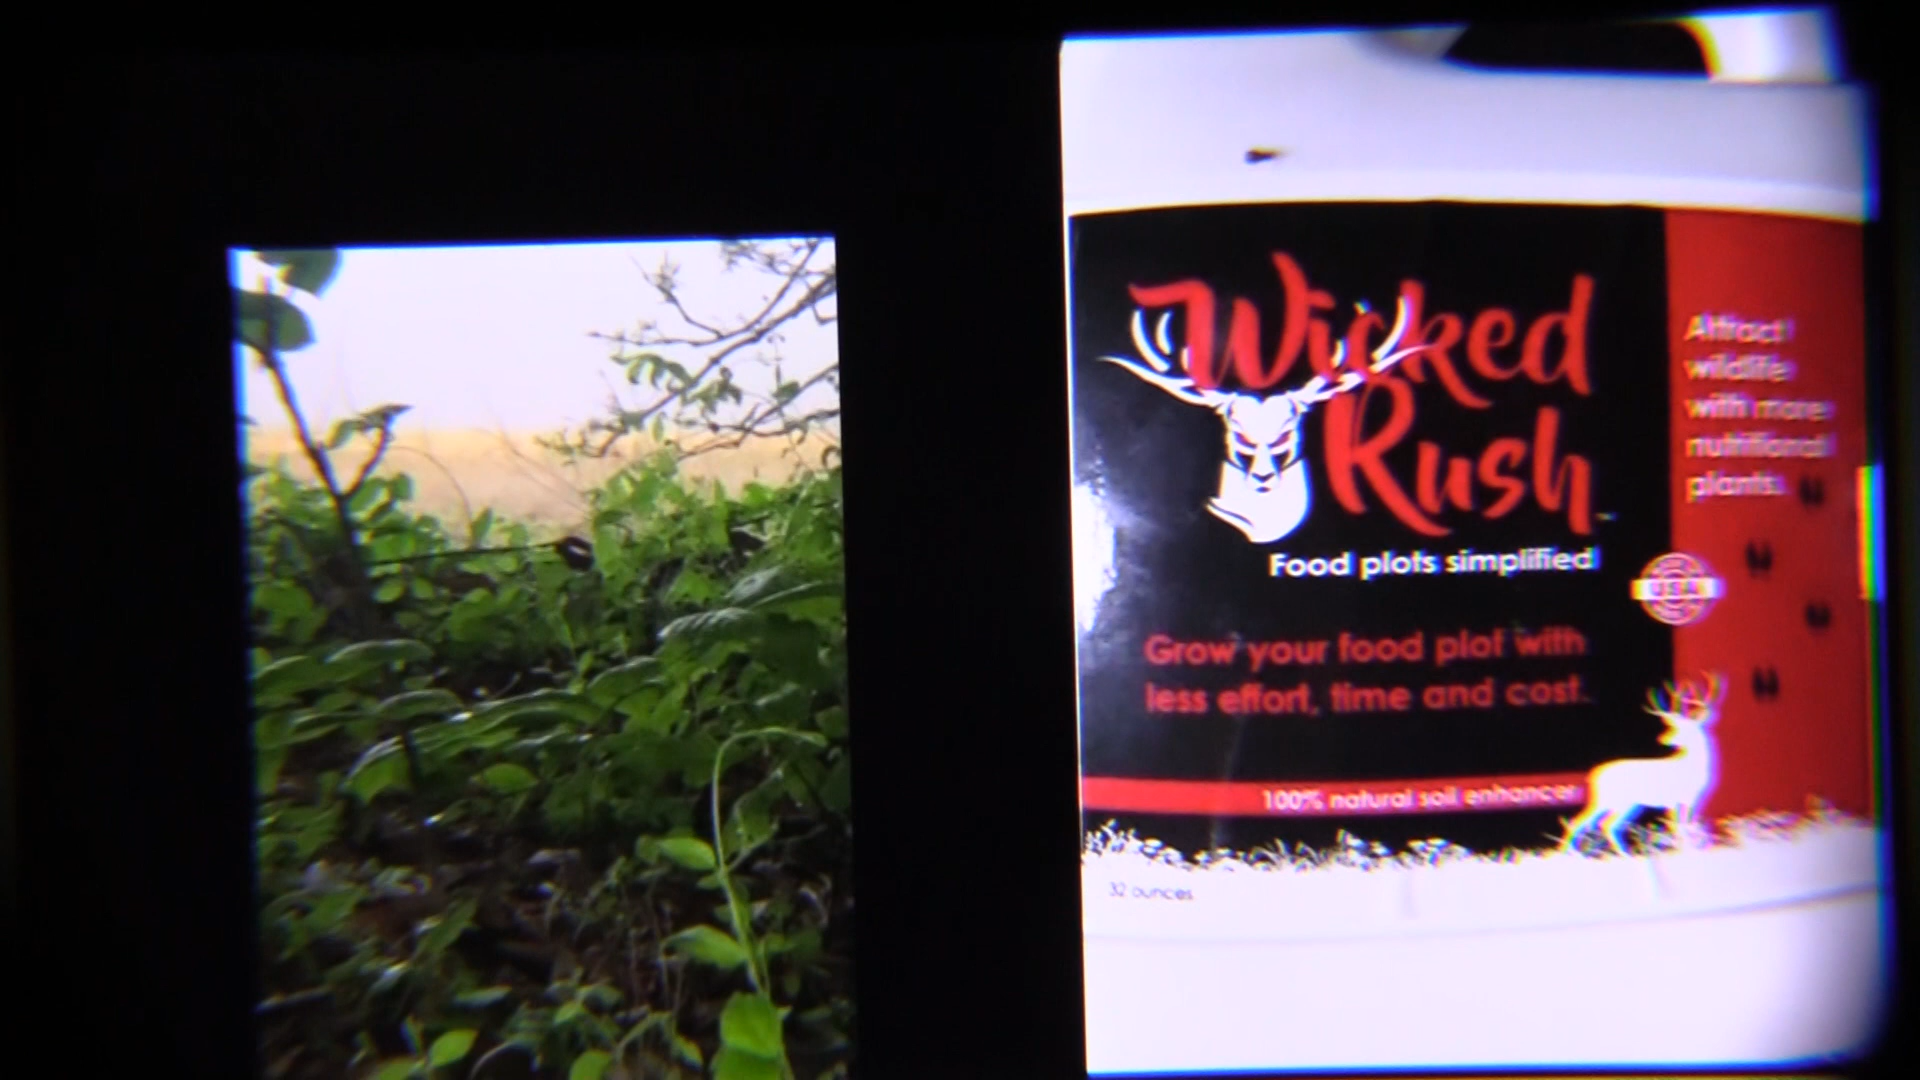 Wicked
Rush
Food plots simplified
Grow your food plot with
less effort, time and cost.
100% natural soil enhancer
32 ounces
Attract
wildlife
with more
nutritional
plants.
USA